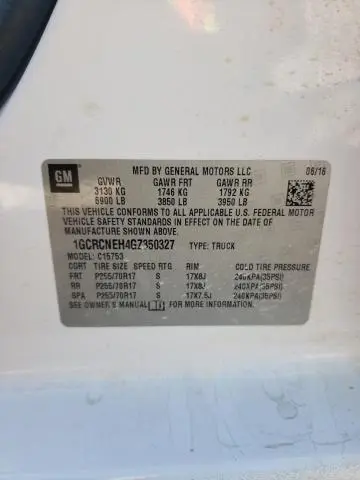 GM
MFD BY GENERAL MOTORS LLC 06/16
GVWR GAWR FRT GAWR RR
3130 KG 1746 KG 1792 KG
6900 LB 3850 LB 3950 LB
THIS VEHICLE CONFORMS TO ALL APPLICABLE U.S. FEDERAL MOTOR
VEHICLE SAFETY STANDARDS IN EFFECT ON THE DATE OF
MANUFACTURE SHOWN ABOVE.
1GCRCNEH4GZ350327 TYPE: TRUCK
MODEL: C15753
CORT TIRE SIZE SPEED RTG RIM COLD TIRE PRESSURE
FRT P255/70R17 S 17X8J 240KPA(35PSI)
RR P255/70R17 S 17X8J 240KPA(35PSI)
SPA P255/70R17 S 17X7.5J 240KPA(35PSI)
SEE OWNER'S MANUAL FOR ADDITIONAL INFORMATION.